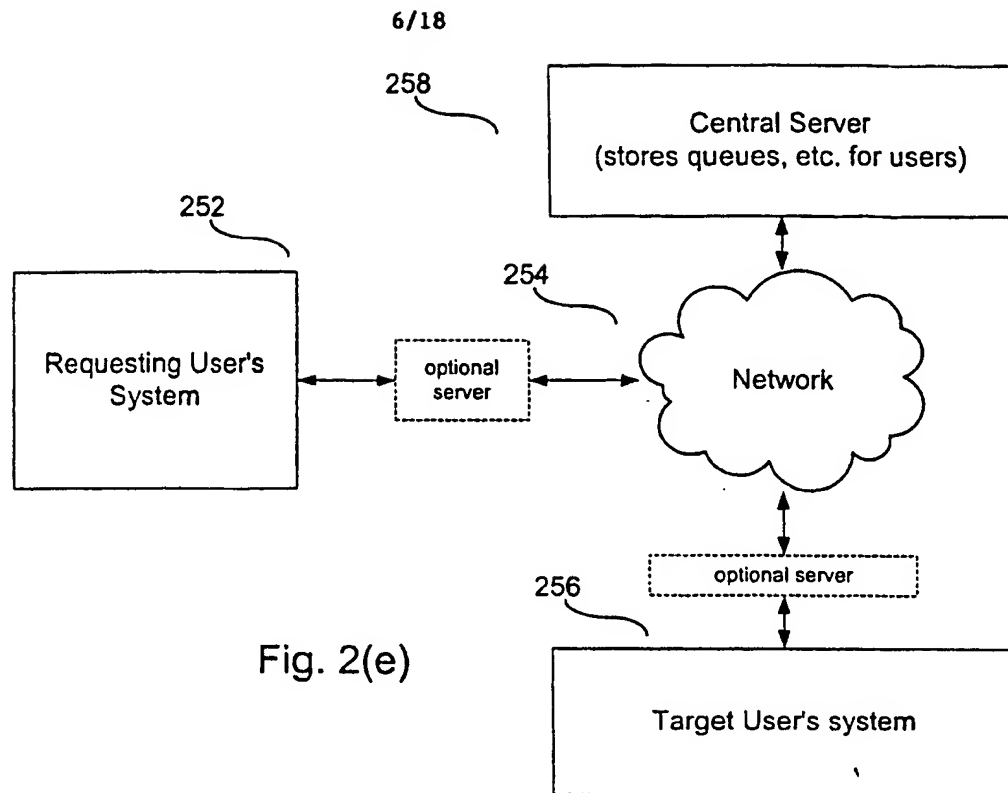 6/18
258
Central Server
(stores queues, etc. for users)
252
254
Requesting User's
System
optional
server
Network
optional server
256
Fig. 2(e)
Target User's system